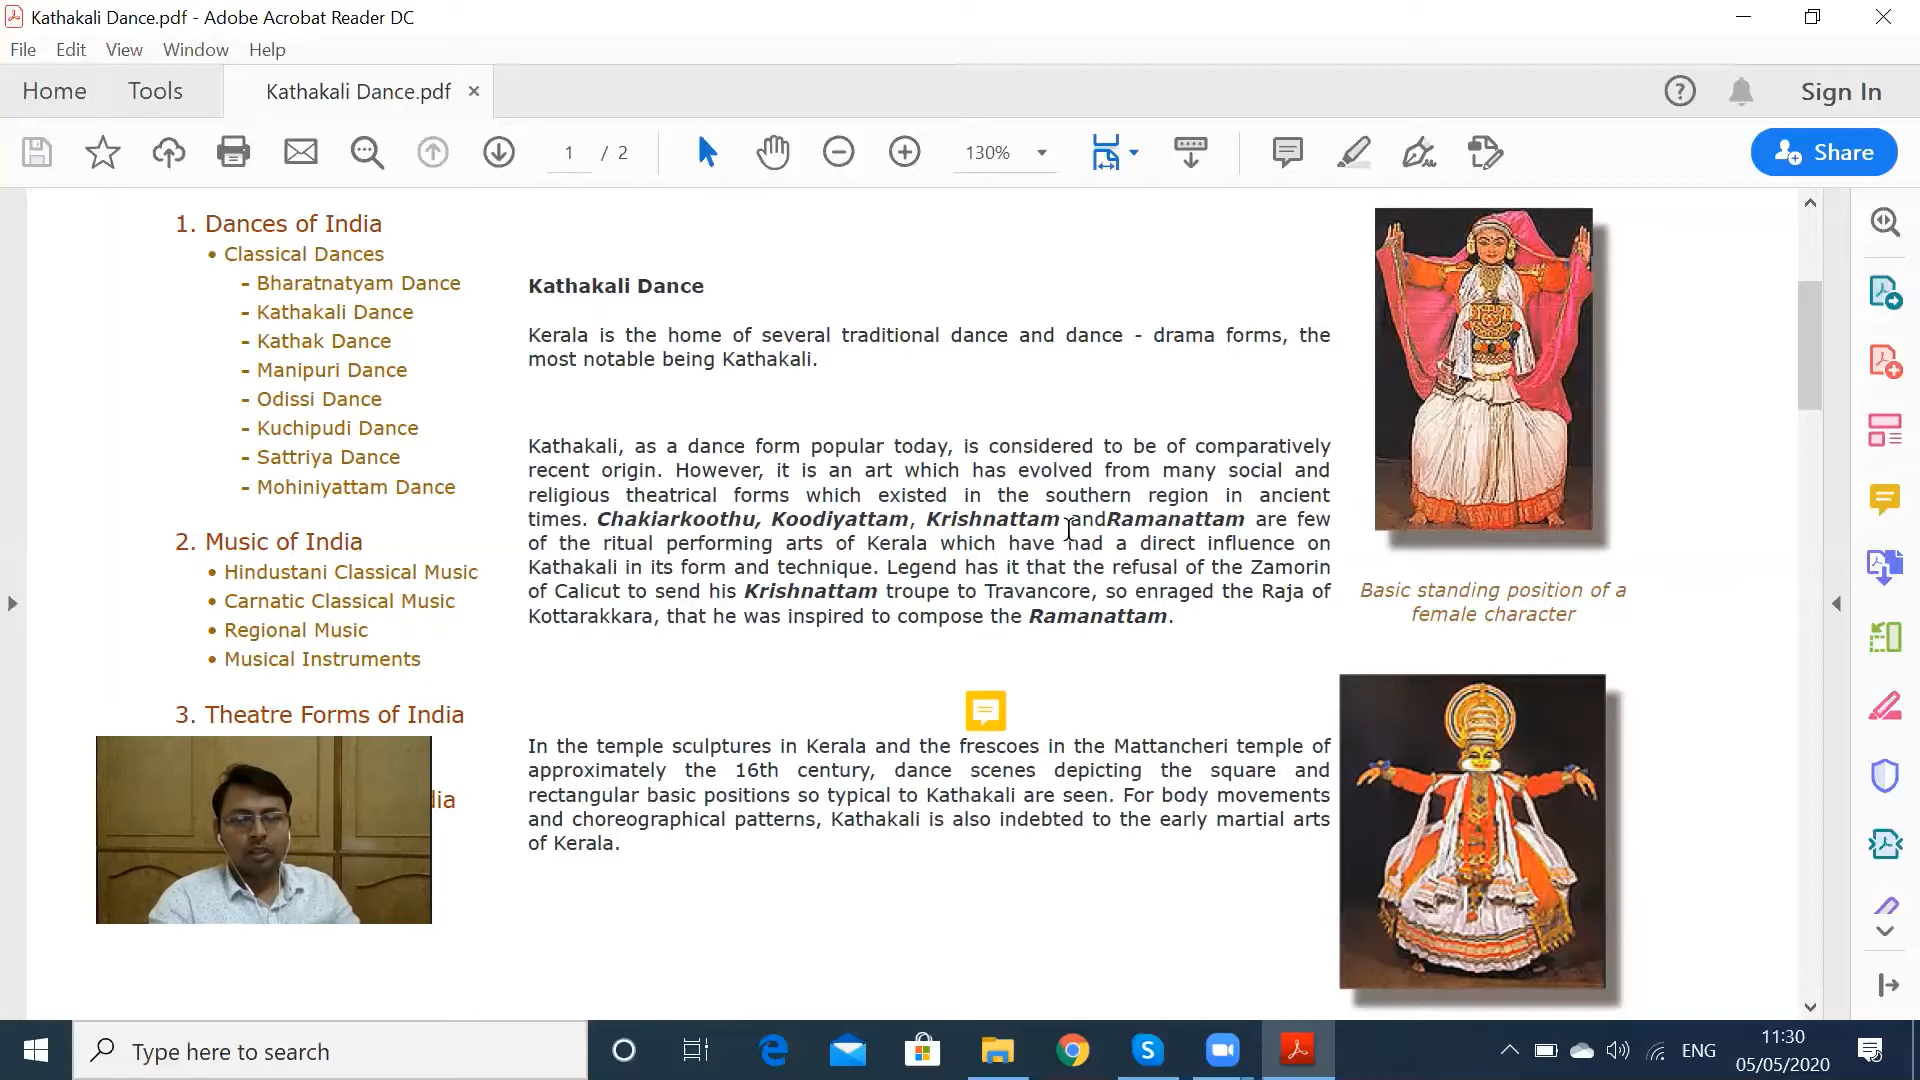 Kathakali Dance.pdf - Adobe Acrobat Reader DC
File Edit View Window Help
Home Tools Kathakali Dance.pdf × ? Sign In
1 / 2 130% Share
1. Dances of India
• Classical Dances
- Bharatnatyam Dance
- Kathakali Dance
- Kathak Dance
- Manipuri Dance
- Odissi Dance
- Kuchipudi Dance
- Sattriya Dance
- Mohiniyattam Dance
2. Music of India
• Hindustani Classical Music
• Carnatic Classical Music
• Regional Music
• Musical Instruments
3. Theatre Forms of India
dia
Kathakali Dance
Kerala is the home of several traditional dance and dance - drama forms, the
most notable being Kathakali.
Kathakali, as a dance form popular today, is considered to be of comparatively
recent origin. However, it is an art which has evolved from many social and
religious theatrical forms which existed in the southern region in ancient
times. Chakiarkoothu, Koodiyattam, Krishnattam andRamanattam are few
of the ritual performing arts of Kerala which have had a direct influence on
Kathakali in its form and technique. Legend has it that the refusal of the Zamorin
of Calicut to send his Krishnattam troupe to Travancore, so enraged the Raja of
Kottarakkara, that he was inspired to compose the Ramanattam.
In the temple sculptures in Kerala and the frescoes in the Mattancheri temple of
approximately the 16th century, dance scenes depicting the square and
rectangular basic positions so typical to Kathakali are seen. For body movements
and choreographical patterns, Kathakali is also indebted to the early martial arts
of Kerala.
Basic standing position of a
female character
Type here to search
S
ENG
11:30
05/05/2020